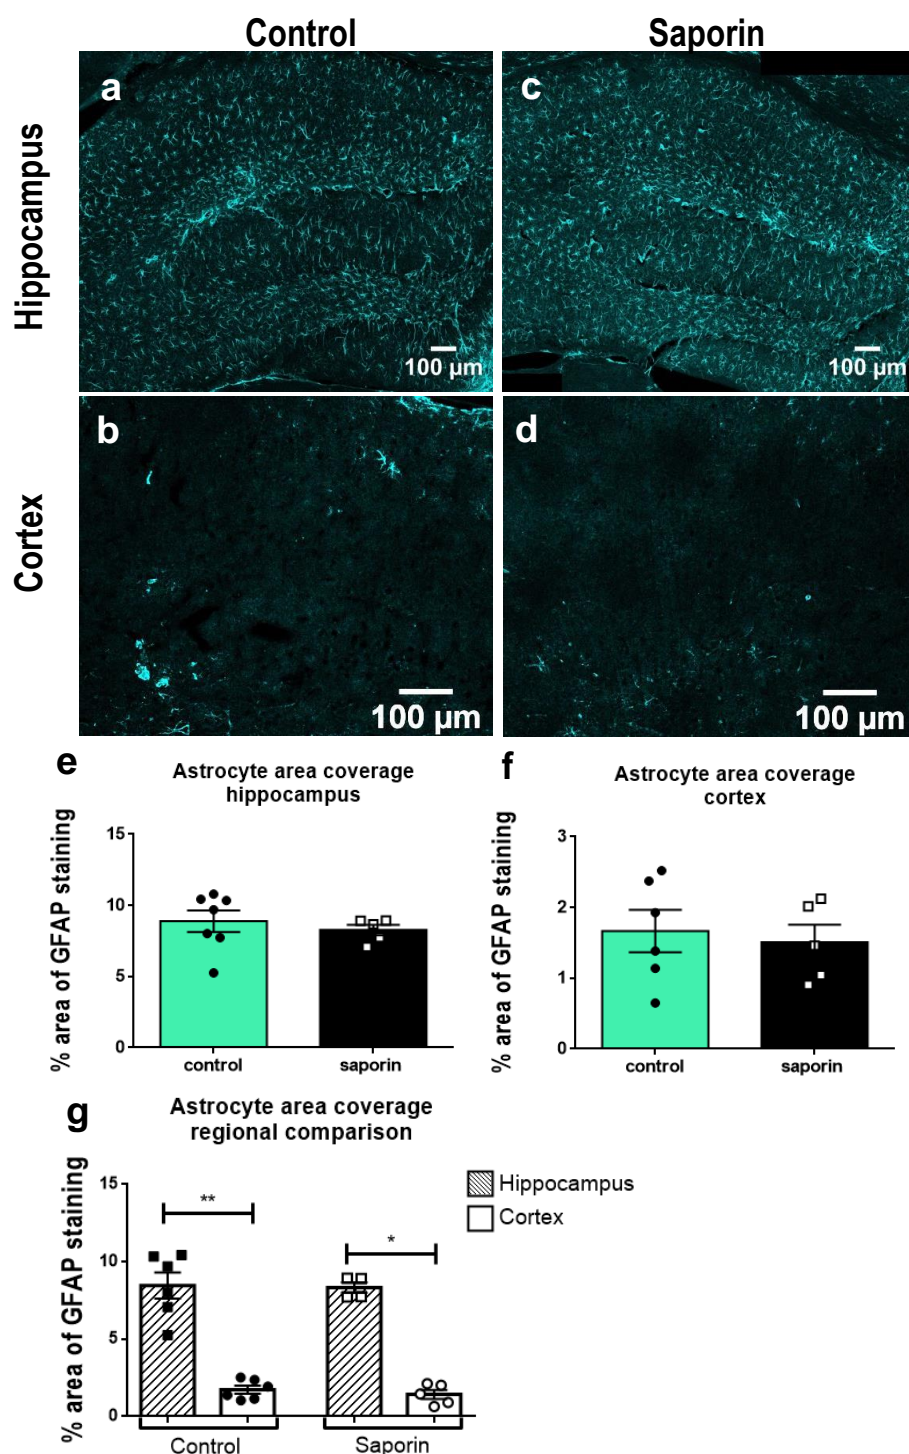 Control
Saporin
Hippocampus
a
100 µm
c
100 µm
Cortex
b
100 µm
d
100 µm
e
Astrocyte area coverage
hippocampus
% area of GFAP staining
15
10
5
0
control
saporin
f
Astrocyte area coverage
cortex
% area of GFAP staining
3
2
1
0
control
saporin
g
Astrocyte area coverage
regional comparison
% area of GFAP staining
15
10
5
0
**
*
Hippocampus
Cortex
Control
Saporin